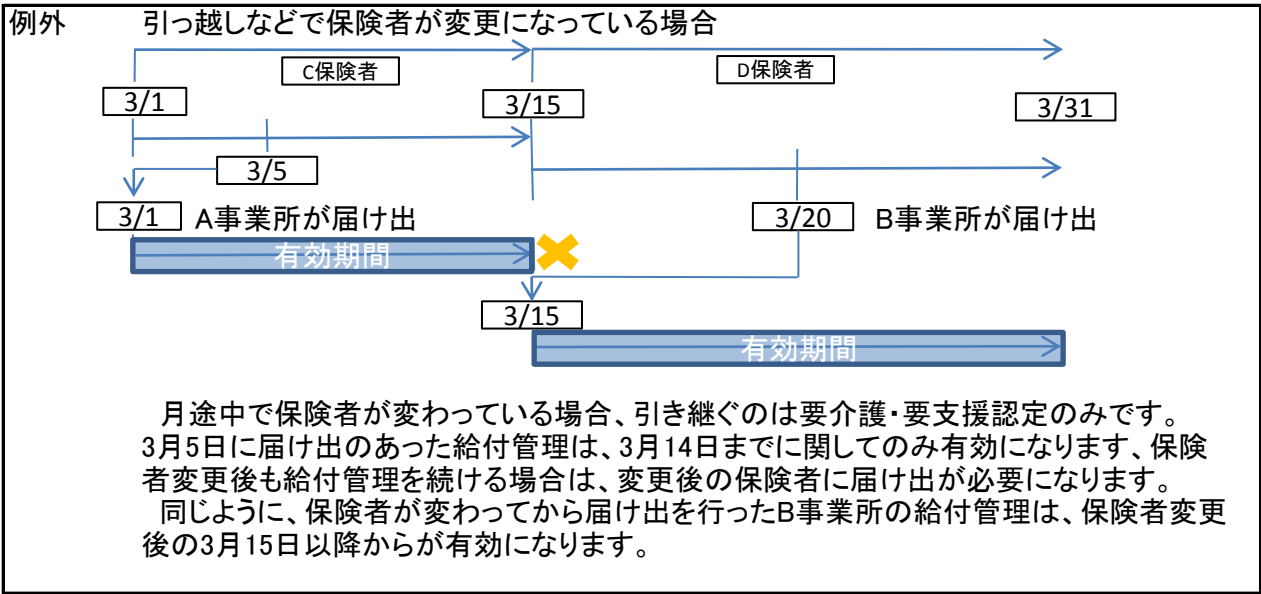 例外 引っ越しなどで保険者が変更になっている場合
C保険者
D保険者
3/1
3/15
3/31
3/5
3/1 A事業所が届け出
3/20 B事業所が届け出
有効期間
3/15
有効期間
月途中で保険者が変わっている場合、引き継ぐのは要介護・要支援認定のみです。
3月5日に届け出のあった給付管理は、3月14日までに関してのみ有効になります、保険
者変更後も給付管理を続ける場合は、変更後の保険者に届け出が必要になります。
同じように、保険者が変わってから届け出を行ったB事業所の給付管理は、保険者変更
後の3月15日以降からが有効になります。